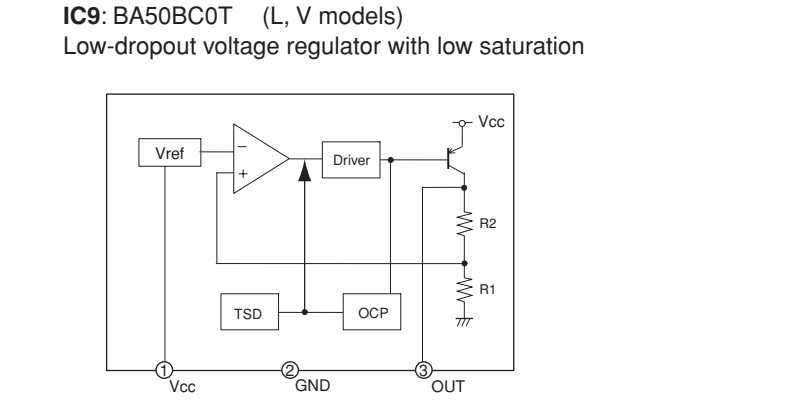 IC9: BA50BC0T (L, V models)
Low-dropout voltage regulator with low saturation
Vcc
Vref
−
+
Driver
R2
R1
TSD
OCP
1
2
3
Vcc
GND
OUT